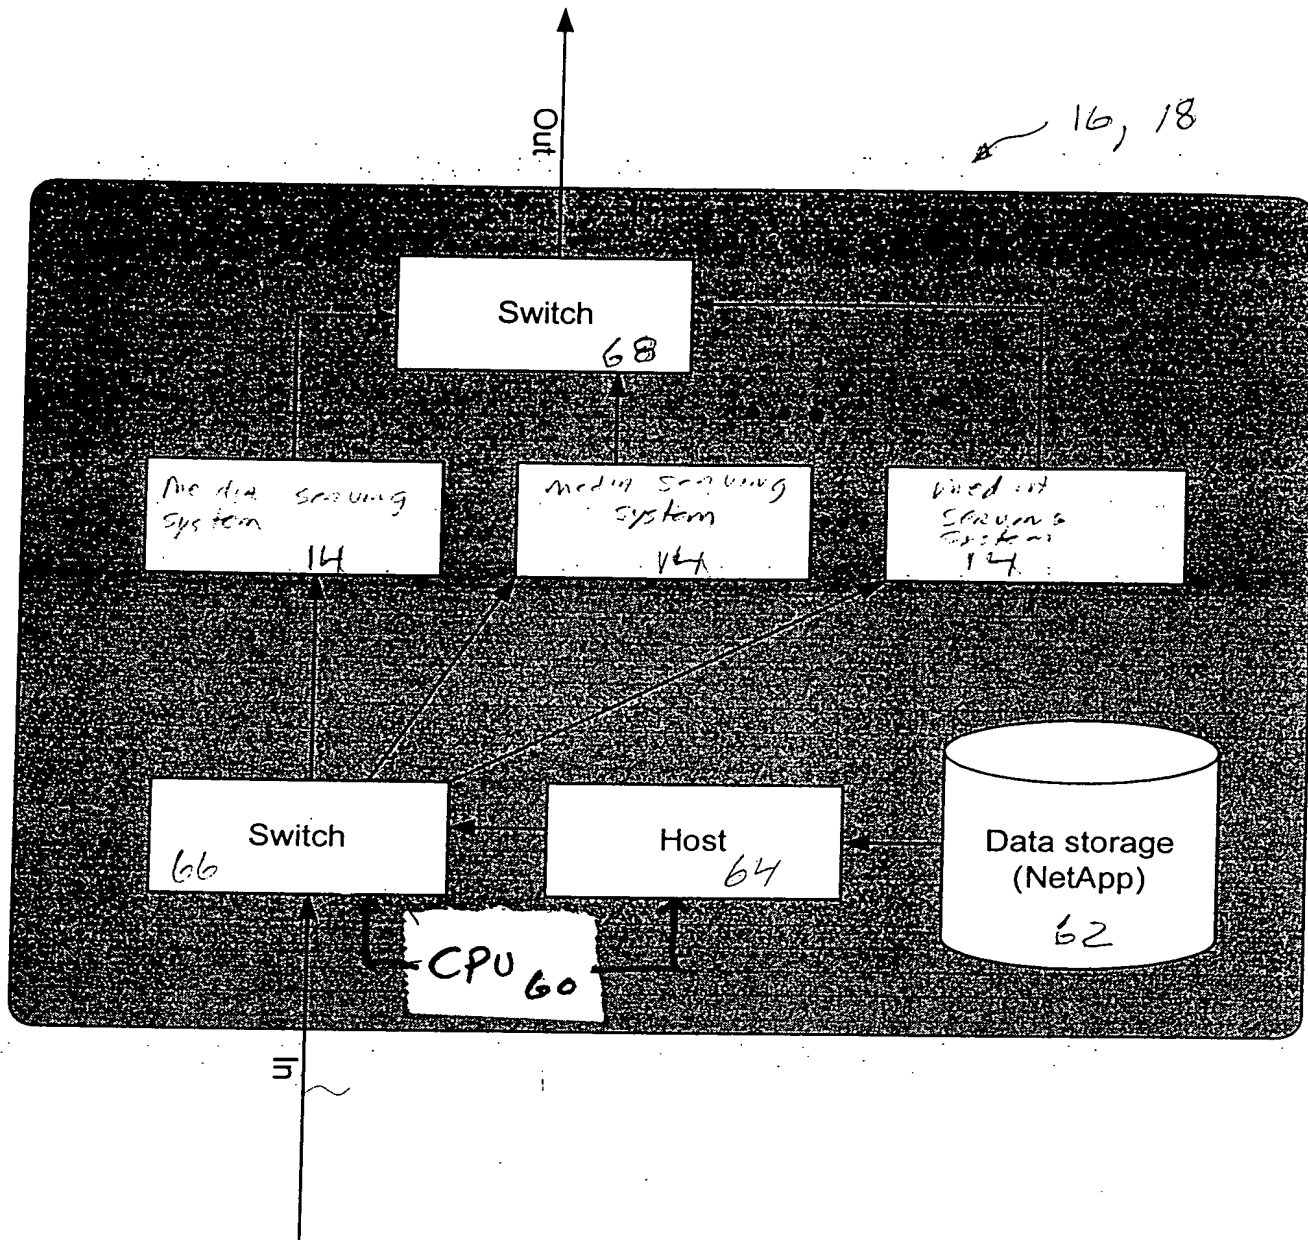 Out
16, 18
Switch
68
Media serving
system
14
media serving
system
14
media
serving
system
14
Switch
66
Host
64
Data storage
(NetApp)
62
CPU 60
In